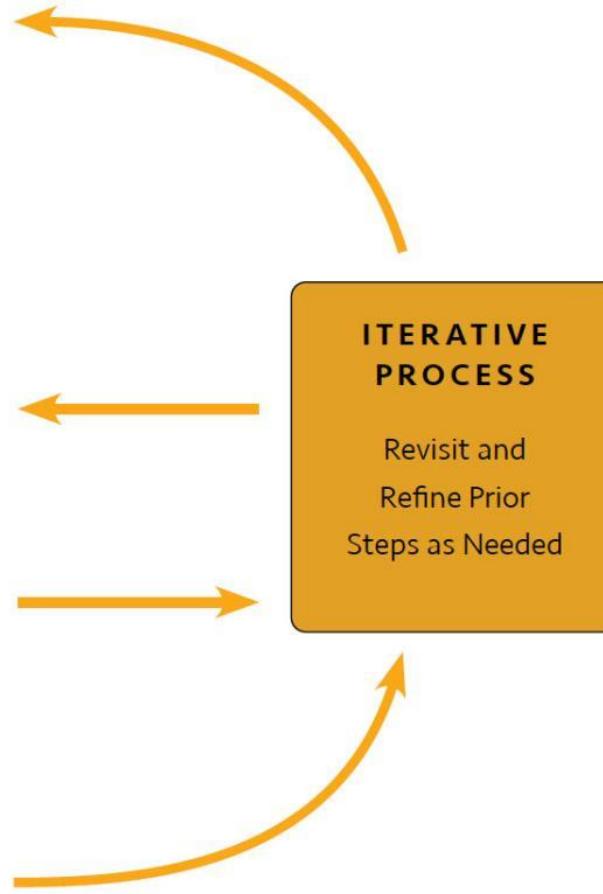 ITERATIVE
PROCESS
Revisit and
Refine Prior
Steps as Needed